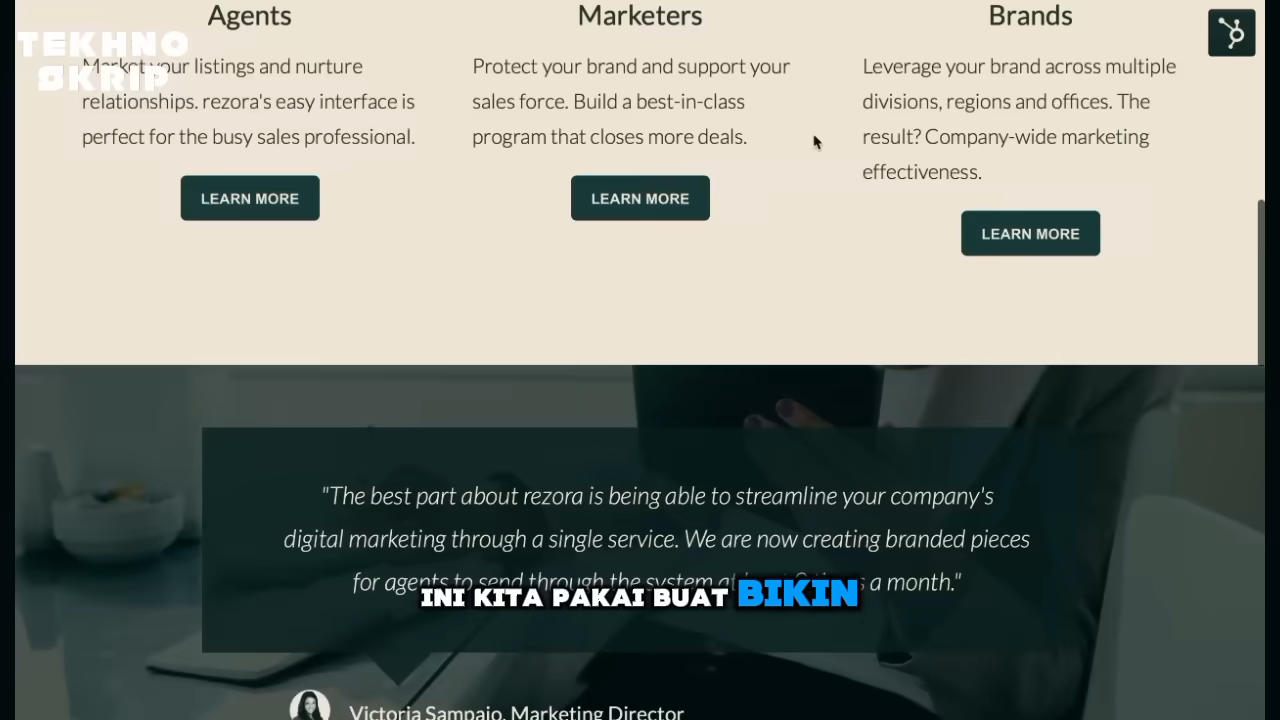 TEKHNO
SKRIP
Agents
Market your listings and nurture
relationships. rezora's easy interface is
perfect for the busy sales professional.
LEARN MORE
Marketers
Protect your brand and support your
sales force. Build a best-in-class
program that closes more deals.
LEARN MORE
Brands
Leverage your brand across multiple
divisions, regions and offices. The
result? Company-wide marketing
effectiveness.
LEARN MORE
"The best part about rezora is being able to streamline your company's
digital marketing through a single service. We are now creating branded pieces
for agents to send through the system a month."
INI KITA PAKAI BUAT BIKIN
Victoria Sampaio, Marketing Director